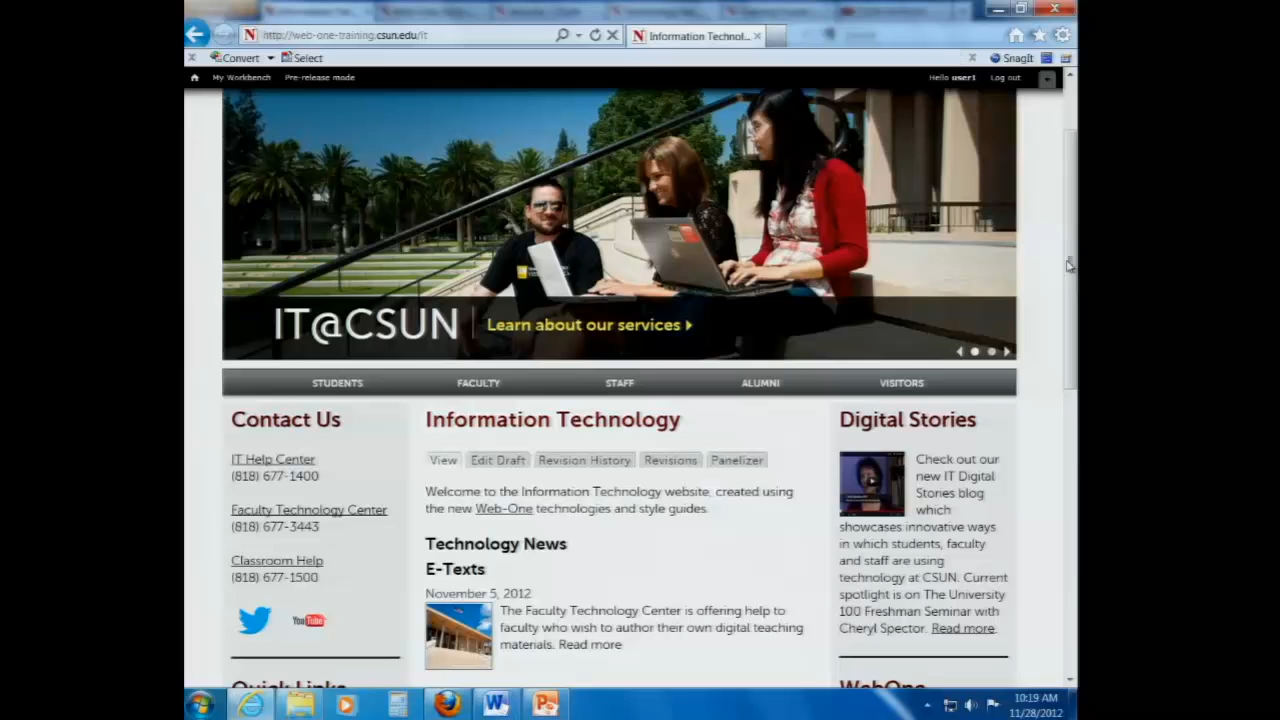 http://web-one-training.csun.edu/it
Information Technol...
Convert
Select
SnagIt
My Workbench
Pre-release mode
Hello user1
Log out
IT@CSUN
Learn about our services
STUDENTS
FACULTY
STAFF
ALUMNI
VISITORS
Contact Us
IT Help Center
(818) 677-1400
Faculty Technology Center
(818) 677-3443
Classroom Help
(818) 677-1500
You Tube
Information Technology
View
Edit Draft
Revision History
Revisions
Panelizer
Welcome to the Information Technology website, created using
the new Web-One technologies and style guides.
Technology News
E-Texts
November 5, 2012
The Faculty Technology Center is offering help to
faculty who wish to author their own digital teaching
materials. Read more
Digital Stories
Check out our
new IT Digital
Stories blog
which
showcases innovative ways
in which students, faculty
and staff are using
technology at CSUN. Current
spotlight is on The University
100 Freshman Seminar with
Cheryl Spector. Read more.
Quick Links
WebOne
10:19 AM
11/28/2012